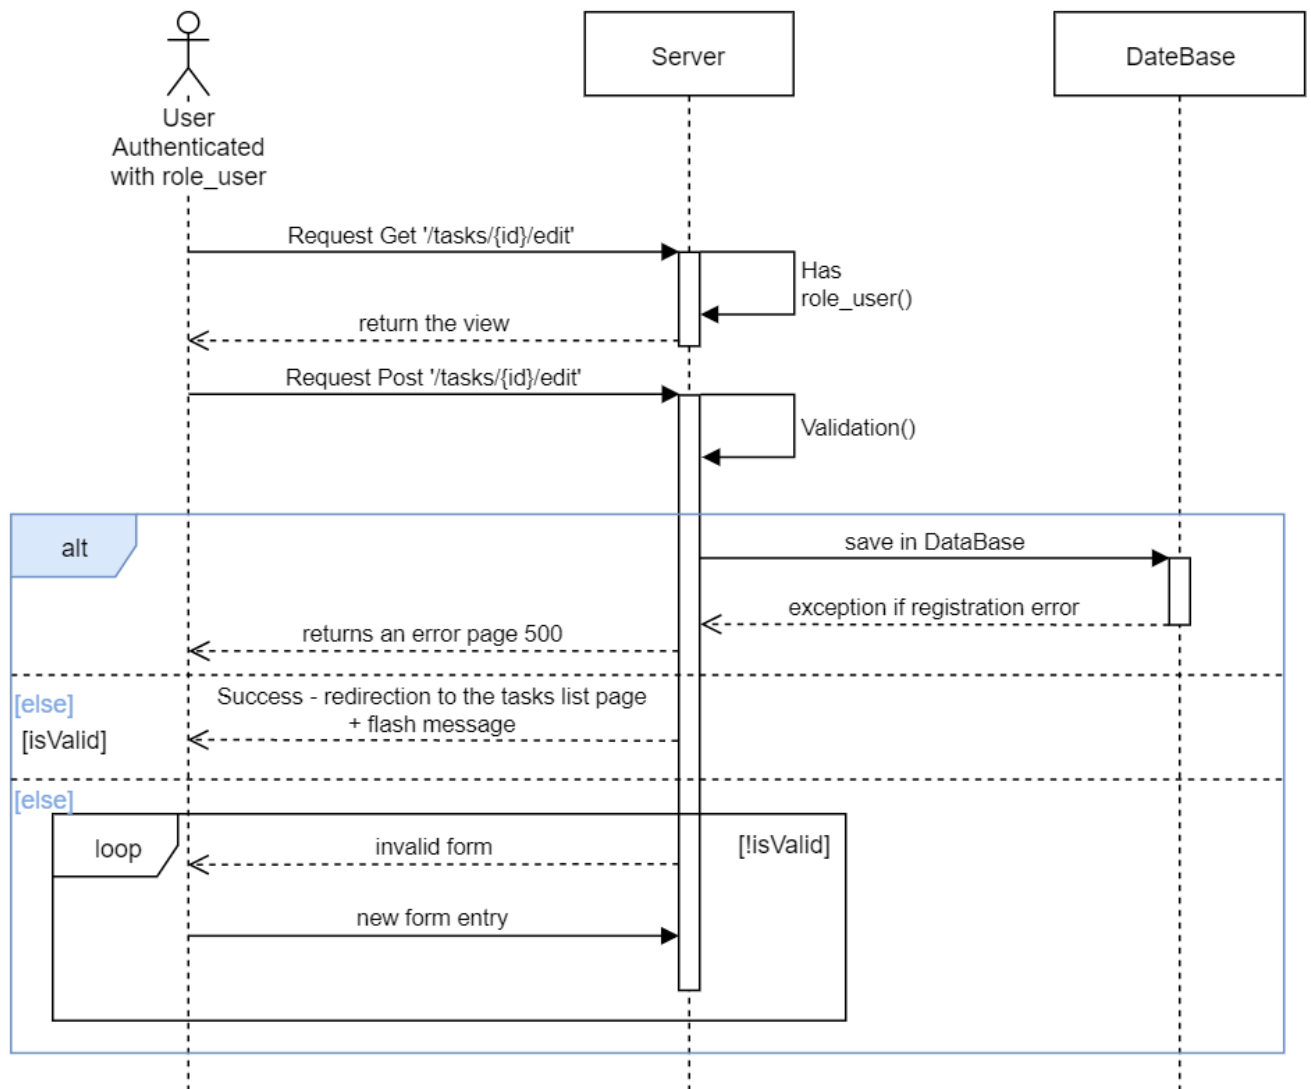 User
Authenticated
with role_user
Server
DateBase
Request Get '/tasks/{id}/edit'
Has
role_user()
return the view
Request Post '/tasks/{id}/edit'
Validation()
alt
save in DataBase
exception if registration error
returns an error page 500
[else]
Success - redirection to the tasks list page
+ flash message
[isValid]
[else]
loop
invalid form
[!isValid]
new form entry